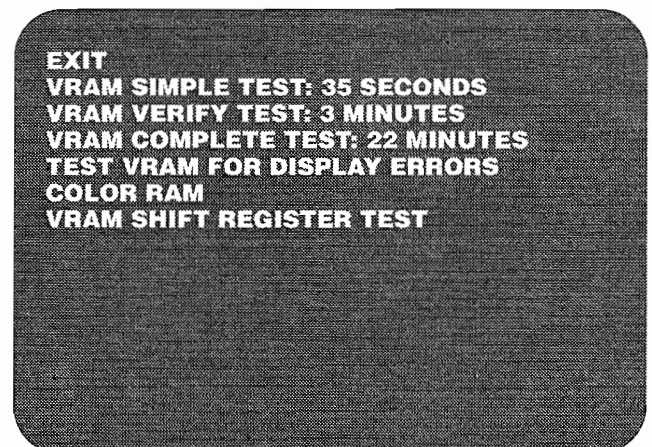 EXIT
VRAM SIMPLE TEST: 35 SECONDS
VRAM VERIFY TEST: 3 MINUTES
VRAM COMPLETE TEST: 22 MINUTES
TEST VRAM FOR DISPLAY ERRORS
COLOR RAM
VRAM SHIFT REGISTER TEST